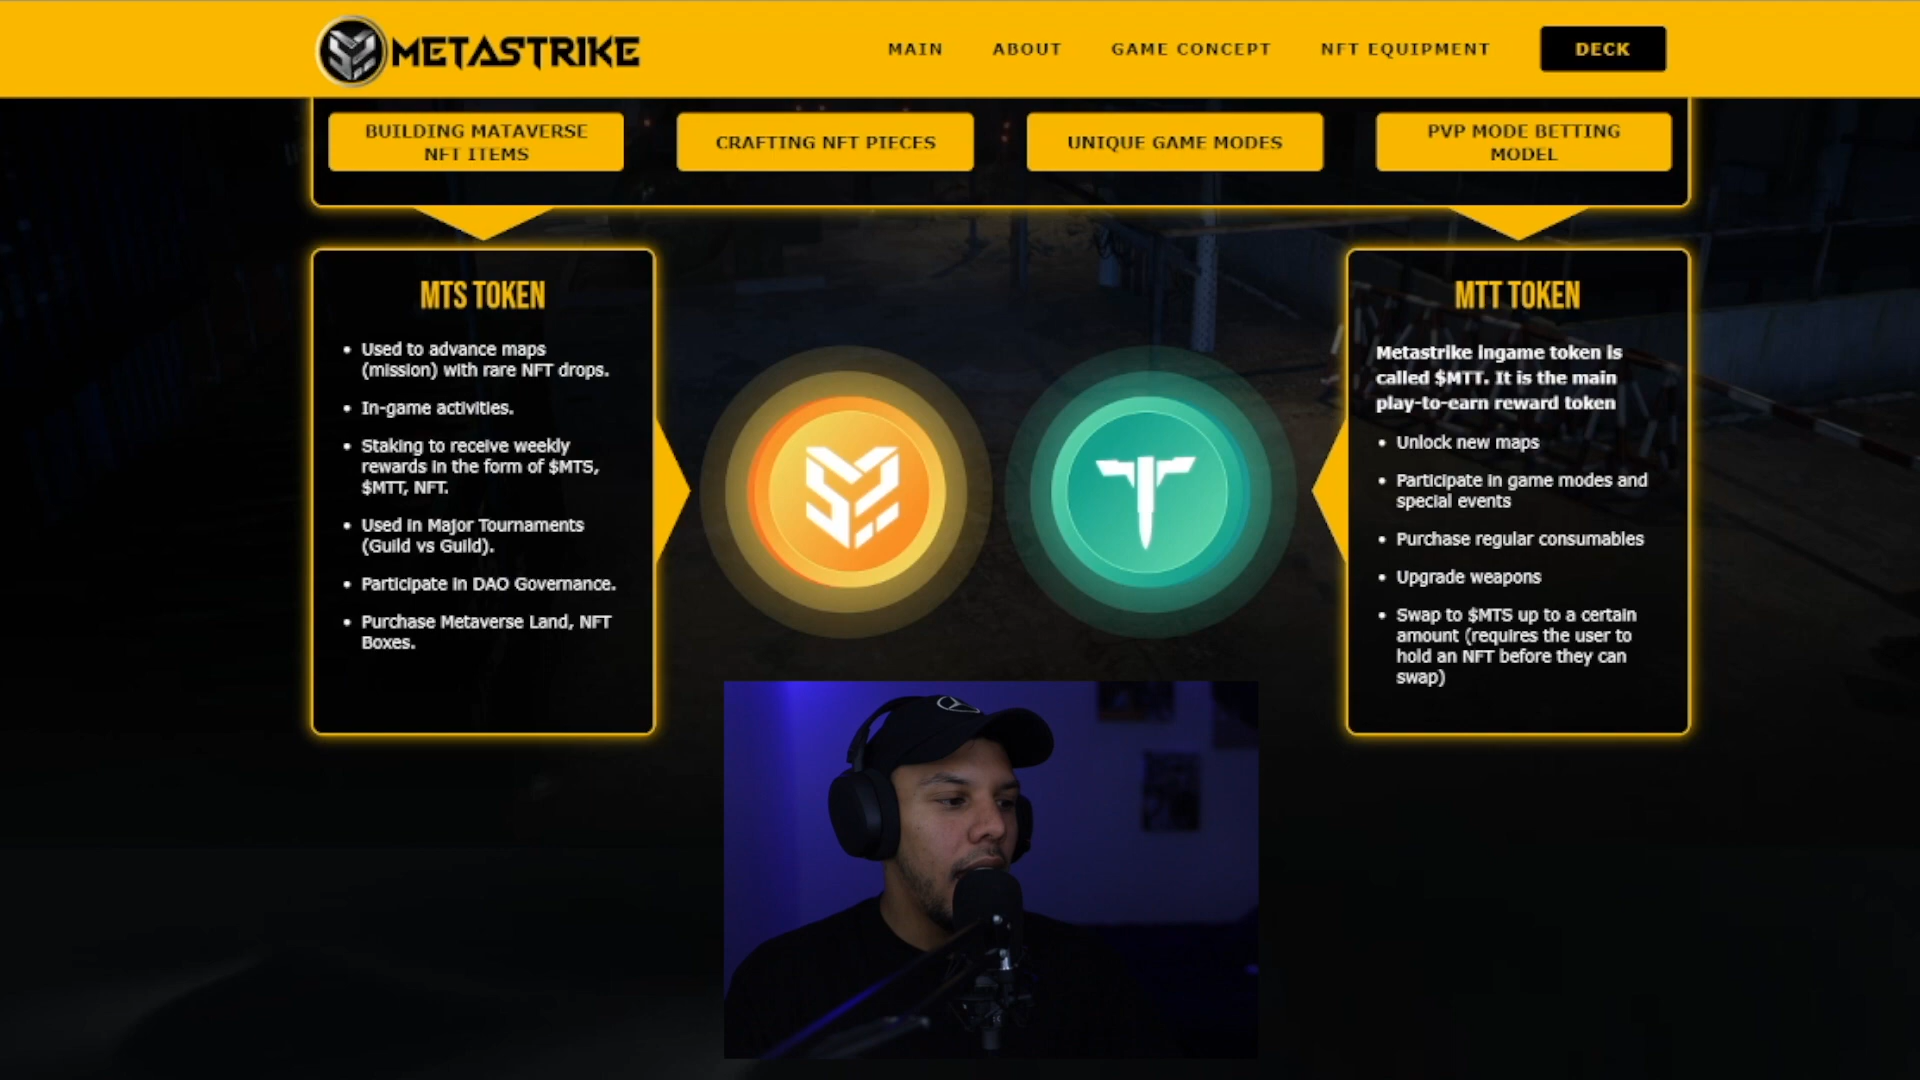 METASTRIKE
MAIN
ABOUT
GAME CONCEPT
NFT EQUIPMENT
DECK
BUILDING MATAVERSE
NFT ITEMS
CRAFTING NFT PIECES
UNIQUE GAME MODES
PVP MODE BETTING
MODEL
MTS TOKEN
• Used to advance maps
(mission) with rare NFT drops.
• In-game activities.
• Staking to receive weekly
rewards in the form of $MTS,
$MTT, NFT.
• Used in Major Tournaments
(Guild vs Guild).
• Participate in DAO Governance.
• Purchase Metaverse Land, NFT
Boxes.
MTT TOKEN
Metastrike ingame token is
called $MTT. It is the main
play-to-earn reward token
• Unlock new maps
• Participate in game modes and
special events
• Purchase regular consumables
• Upgrade weapons
• Swap to $MTS up to a certain
amount (requires the user to
hold an NFT before they can
swap)